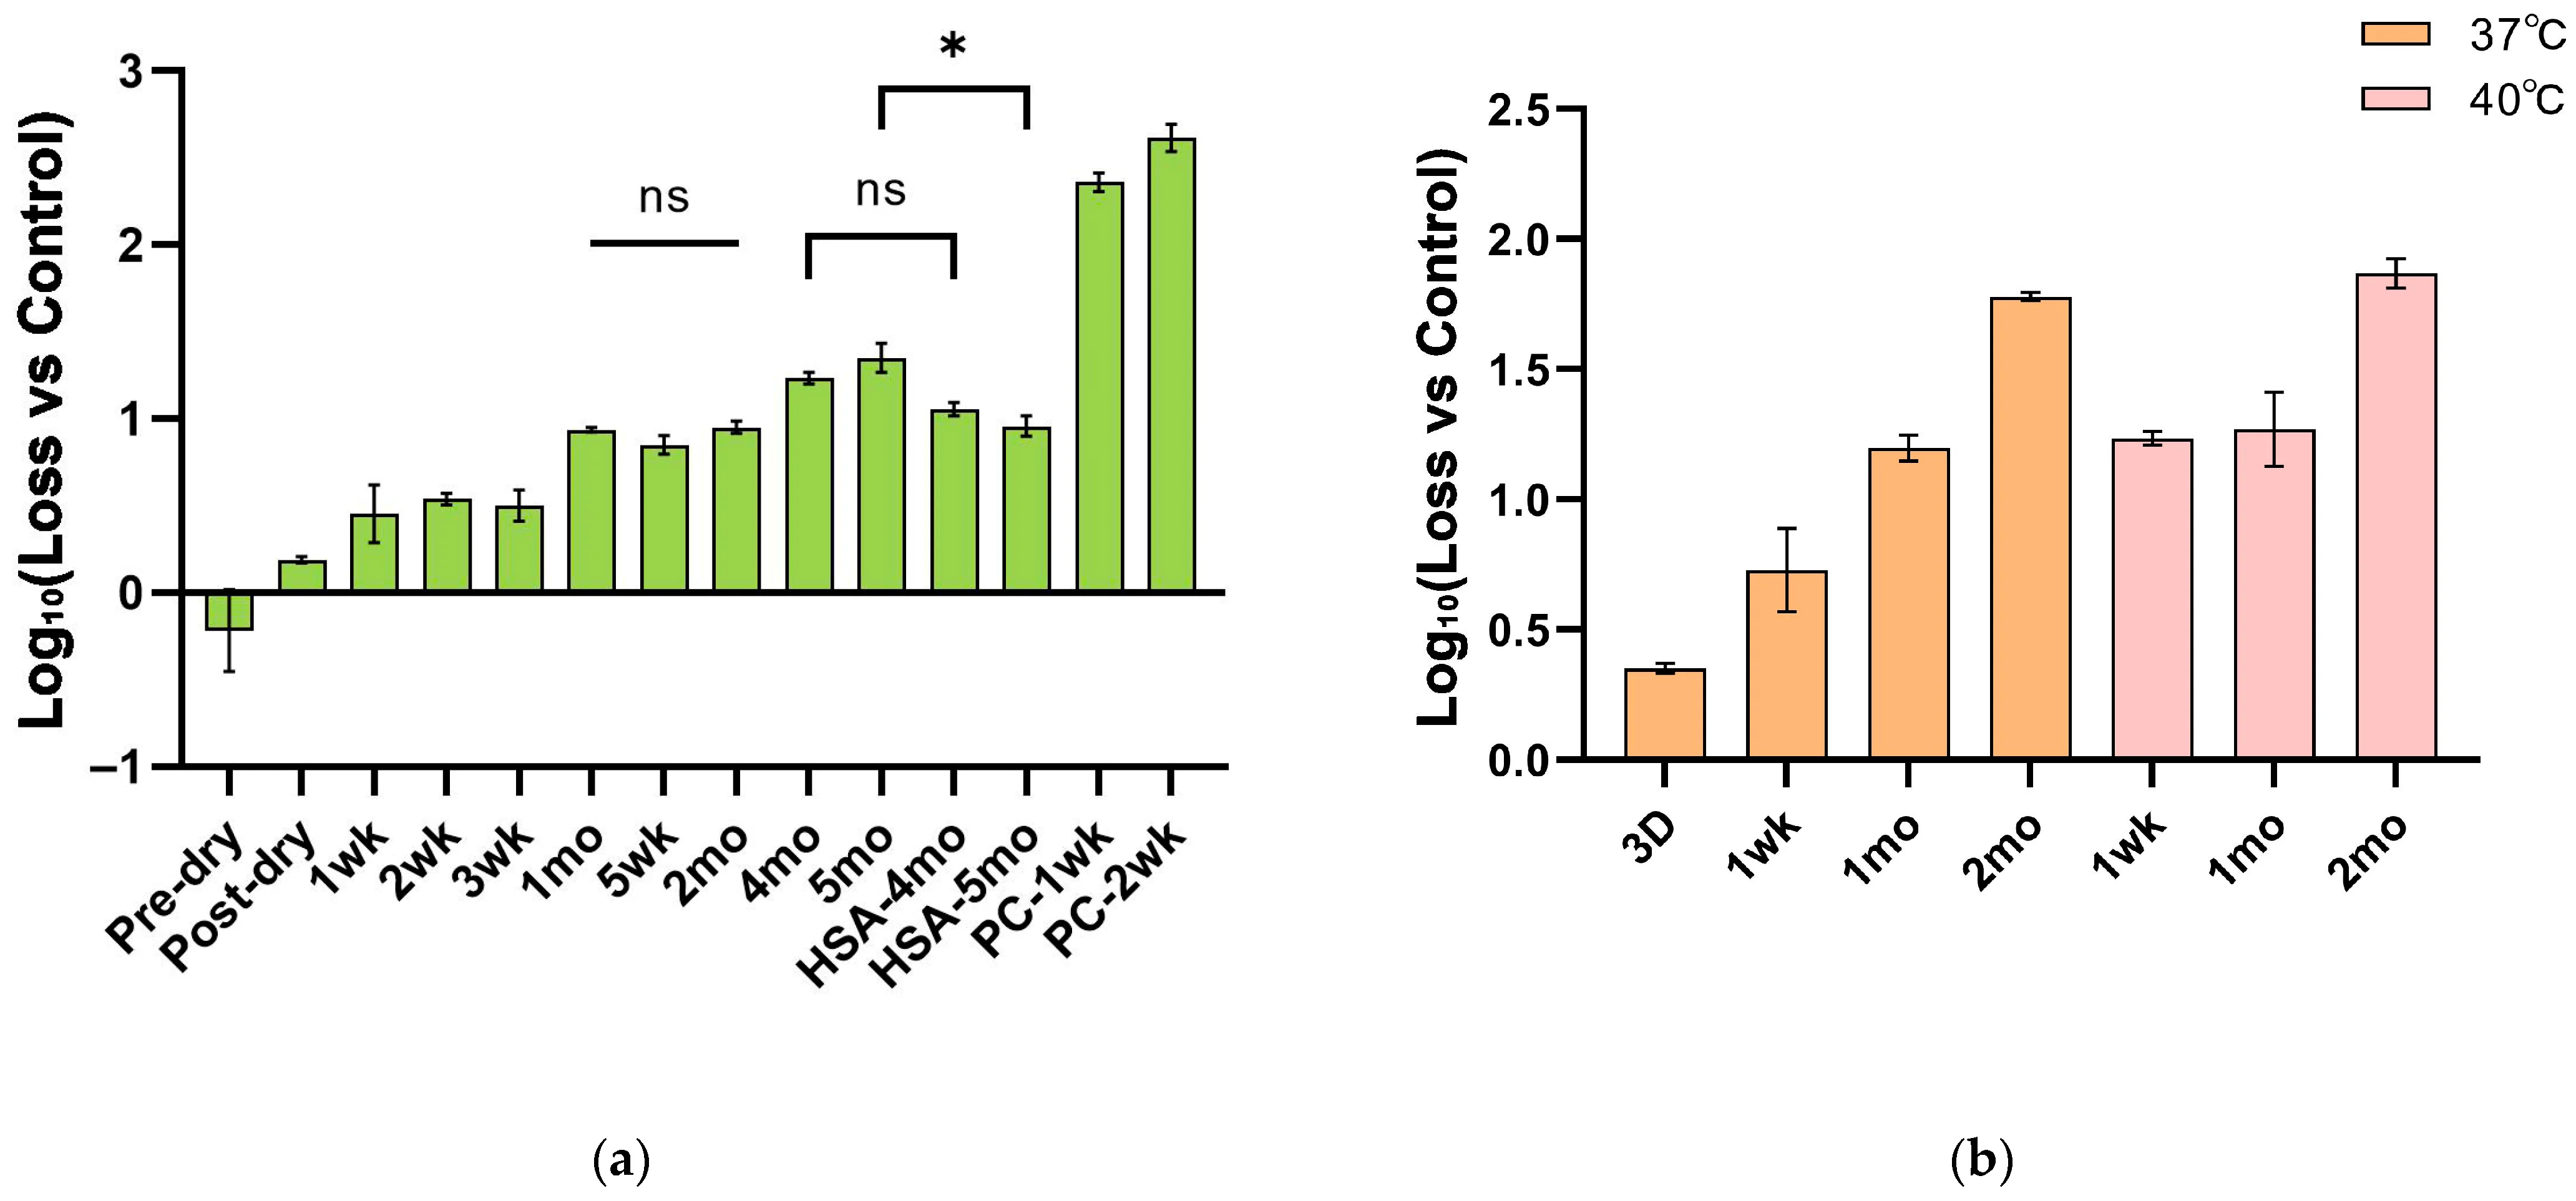 Log₁₀(Loss vs Control)
3
2
1
0
−1
*
ns
ns
Pre-dry
Post-dry
1wk
2wk
3wk
1mo
5wk
2mo
4mo
5mo
HSA-4mo
HSA-5mo
PC-1wk
PC-2wk
(a)
37℃
40℃
Log₁₀(Loss vs Control)
2.5
2.0
1.5
1.0
0.5
0.0
3D
1wk
1mo
2mo
1wk
1mo
2mo
(b)